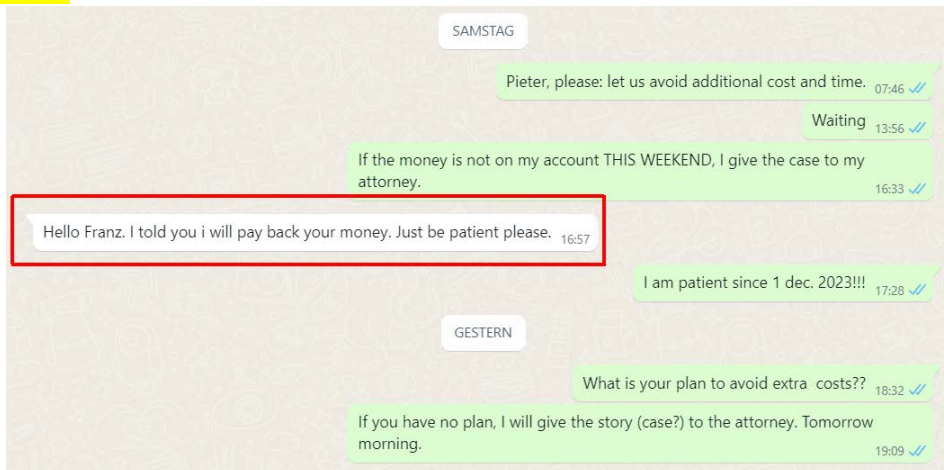 SAMSTAG
Pieter, please: let us avoid additional cost and time. 07:46
Waiting 13:56
If the money is not on my account THIS WEEKEND, I give the case to my
attorney. 16:33
Hello Franz. I told you i will pay back your money. Just be patient please. 16:57
I am patient since 1 dec. 2023!!! 17:28
GESTERN
What is your plan to avoid extra costs?? 18:32
If you have no plan, I will give the story (case?) to the attorney. Tomorrow
morning. 19:09